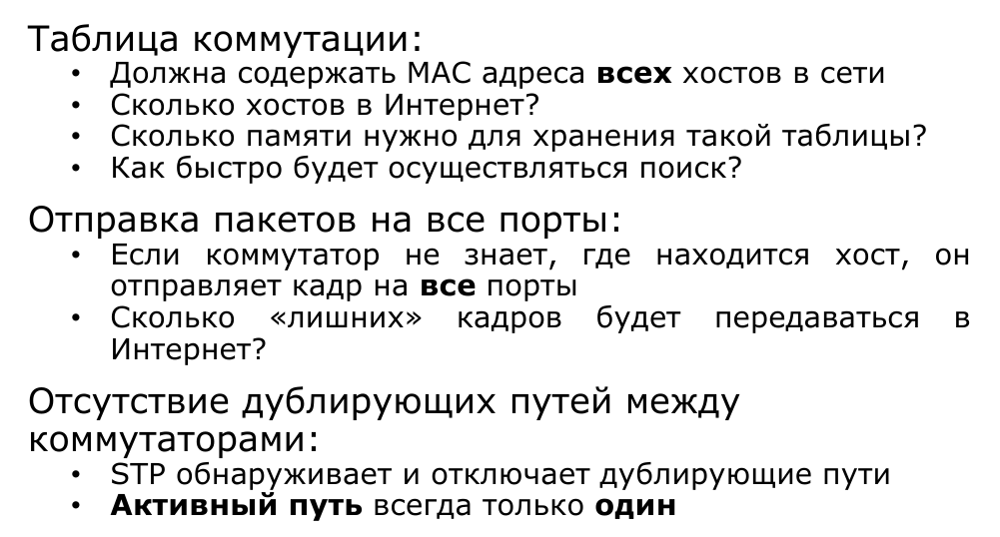 Таблица коммутации:
• Должна содержать MAC адреса всех хостов в сети
• Сколько хостов в Интернет?
• Сколько памяти нужно для хранения такой таблицы?
• Как быстро будет осуществляться поиск?
Отправка пакетов на все порты:
• Если коммутатор не знает, где находится хост, он
отправляет кадр на все порты
• Сколько «лишних» кадров будет передаваться в
Интернет?
Отсутствие дублирующих путей между
коммутаторами:
• STP обнаруживает и отключает дублирующие пути
• Активный путь всегда только один